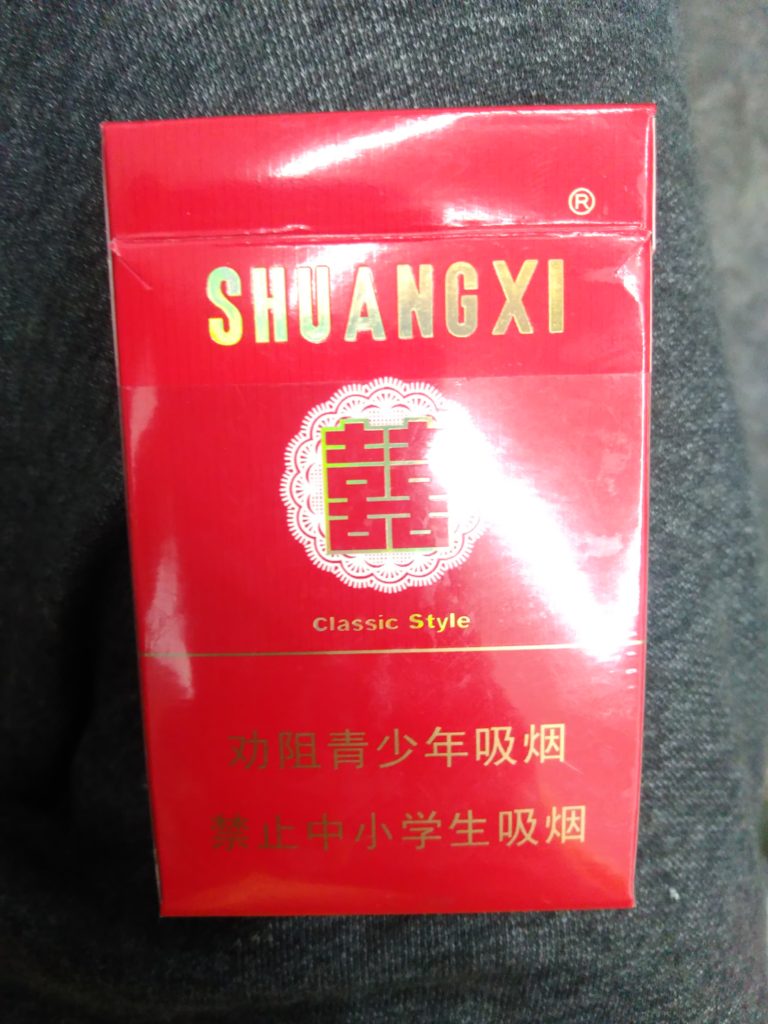 ®
SHUANGXI
囍
Classic Style
劝阻青少年吸烟
禁止中小学生吸烟